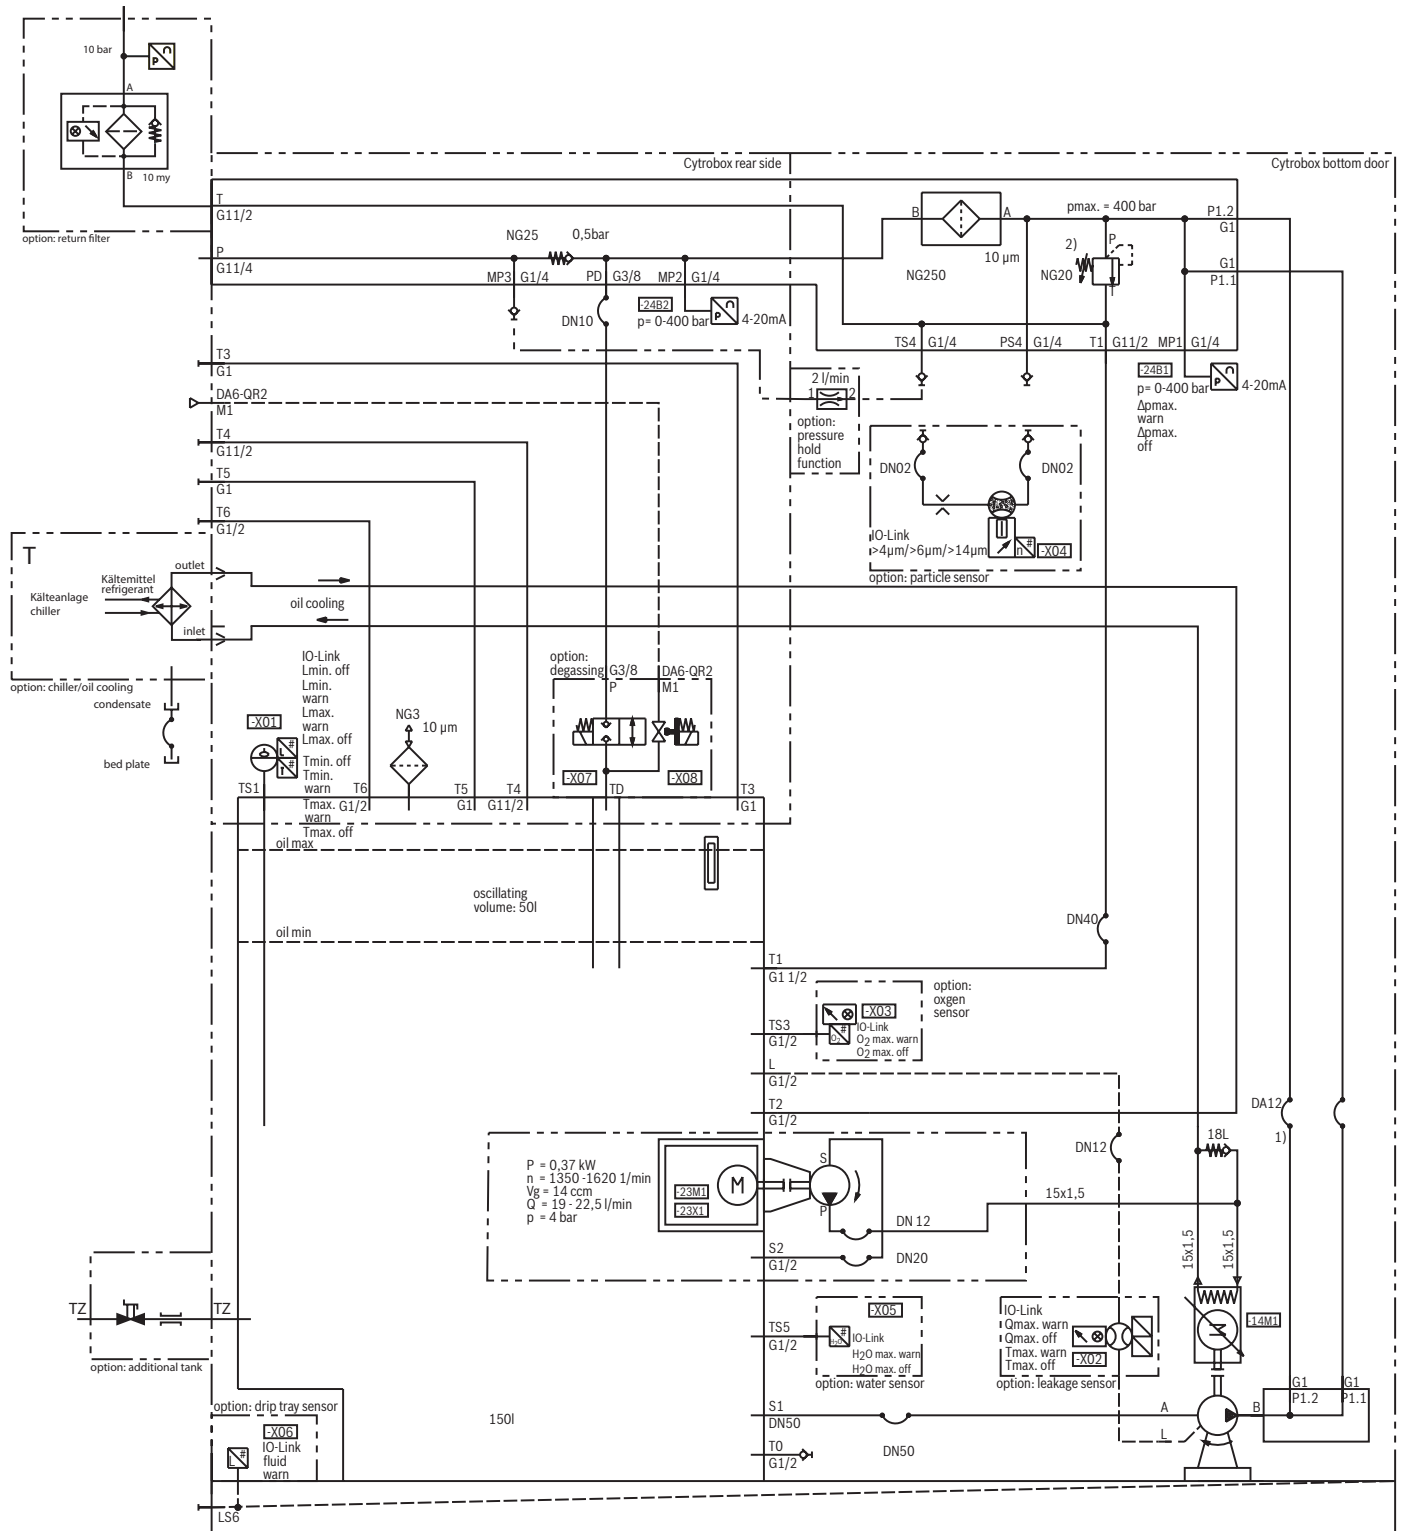 10 bar
P
A
B
10 my
option: return filter
Cytrobox rear side
Cytrobox bottom door
T
G11/2
P
G11/4
NG25
0,5bar
MP3
G1/4
PD
G3/8
MP2
G1/4
DN10
-24B2
p= 0-400 bar
P
4-20mA
B
A
10 µm
NG250
pmax. = 400 bar
2)
P
NG20
T
P1.2
G1
G1
P1.1
TS4
G1/4
PS4
G1/4
T1
G11/2
MP1
G1/4
-24B1
p= 0-400 bar
P
4-20mA
Δpmax.
warn
Δpmax.
off
T3
G1
DA6-QR2
M1
T4
G11/2
T5
G1
T6
G1/2
2 l/min
1
2
option:
pressure
hold
function
DN02
DN02
IO-Link
>4µm/>6µm/>14µm
n
#
-X04
option: particle sensor
T
outlet
Kältemittel
refrigerant
Kälteanlage
chiller
inlet
option: chiller/oil cooling
oil cooling
condensate
bed plate
IO-Link
Lmin. off
Lmin.
warn
Lmax.
warn
Lmax. off
Tmin. off
Tmin.
warn
Tmax.
warn
Tmax. off
-X01
#
L
#
T
NG3
10 µm
option:
degassing
G3/8
P
DA6-QR2
M1
-X07
-X08
TS1
T6
G1/2
T5
G1
T4
G11/2
TD
T3
G1
oil max
oscillating
volume: 50l
oil min
DN40
T1
G1 1/2
option:
oxgen
sensor
-X03
TS3
G1/2
O2
#
IO-Link
O2 max. warn
O2 max. off
L
G1/2
T2
G1/2
DA12
1)
DN12
18L
P = 0,37 kW
n = 1350 -1620 1/min
Vg = 14 ccm
Q = 19 - 22,5 l/min
p = 4 bar
M
-23M1
-23X1
S
P
DN 12
15x1,5
S2
G1/2
DN20
15x1,5
15x1,5
TZ
TZ
option: additional tank
TS5
G1/2
-X05
H2O
#
IO-Link
H2O max. warn
H2O max. off
option: water sensor
IO-Link
Qmax. warn
Qmax. off
Tmax. warn
Tmax. off
-X02
option: leakage sensor
M
-14M1
G1
P1.2
G1
P1.1
option: drip tray sensor
-X06
IO-Link
fluid
warn
L
#
LS6
150l
S1
DN50
DN50
A
B
L
T0
G1/2